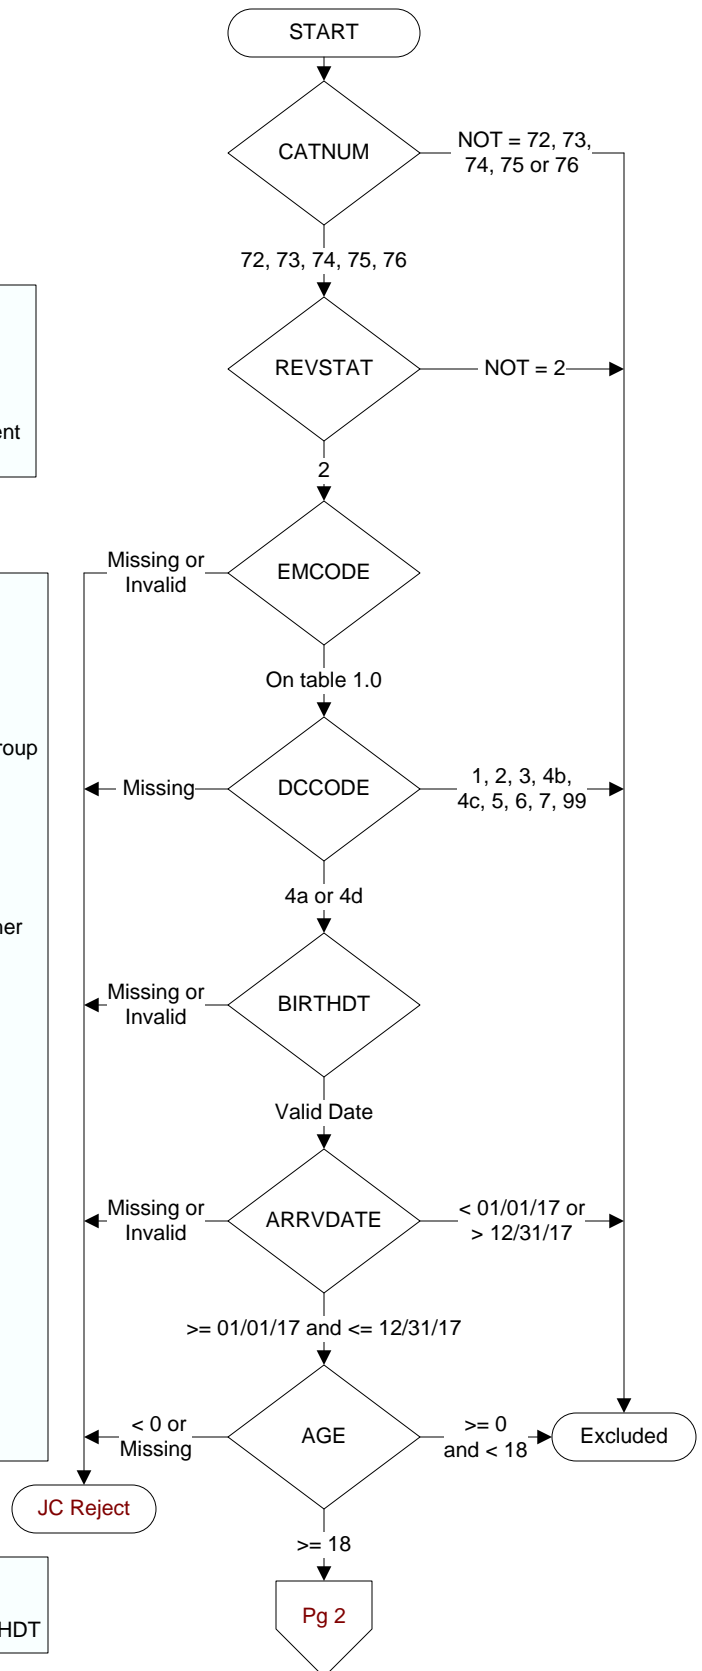 START
CATNUM
NOT = 72, 73,
74, 75 or 76
72, 73, 74, 75, 76
REVSTAT
NOT = 2
2
Missing or
Invalid
EMCODE
On table 1.0
Missing
DCCODE
1, 2, 3, 4b,
4c, 5, 6, 7, 99
4a or 4d
Missing or
Invalid
BIRTHDT
Valid Date
Missing or
Invalid
ARRVDATE
< 01/01/17 or
> 12/31/17
>= 01/01/17 and <= 12/31/17
< 0 or
Missing
AGE
>= 0
and < 18
Excluded
JC Reject
>= 18
Pg 2